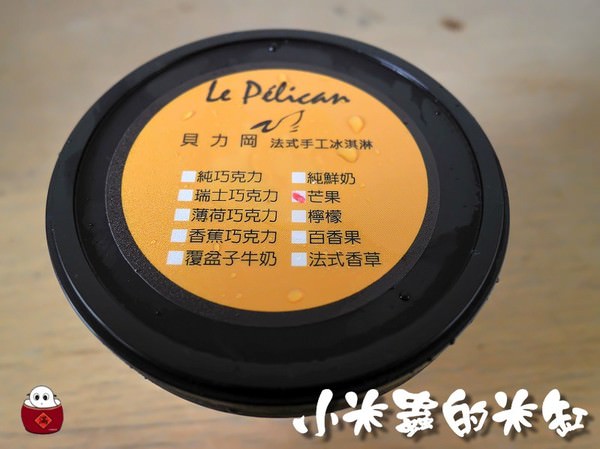 Le Pélican
貝力岡 法式手工冰淇淋
純巧克力 純鮮奶
瑞士巧克力 芒果
薄荷巧克力 檸檬
香蕉巧克力 百香果
覆盆子牛奶 法式香草
小米蟲的米缸